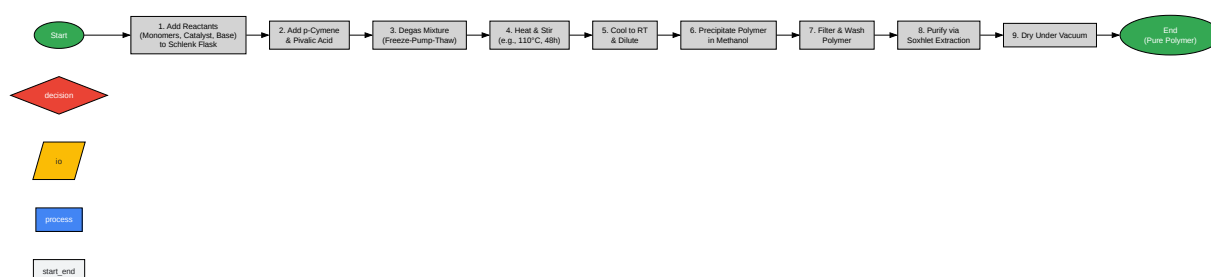 Start
1. Add Reactants
(Monomers, Catalyst, Base)
to Schlenk Flask
2. Add p-Cymene
& Pivalic Acid
3. Degas Mixture
(Freeze-Pump-Thaw)
4. Heat & Stir
(e.g., 110°C, 48h)
5. Cool to RT
& Dilute
6. Precipitate Polymer
in Methanol
7. Filter & Wash
Polymer
8. Purify via
Soxhlet Extraction
9. Dry Under Vacuum
End
(Pure Polymer)
decision
io
process
start_end